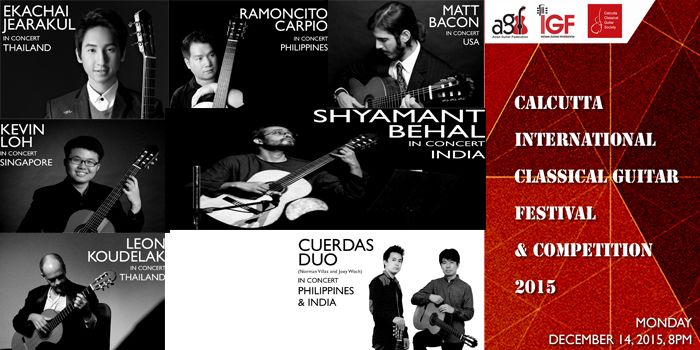 EKACHAI
JEARAKUL
IN CONCERT
THAILAND
RAMONCITO
CARPIO
IN CONCERT
PHILIPPINES
MATT
BACON
IN CONCERT
USA
KEVIN
LOH
IN CONCERT
SINGAPORE
SHYAMANT
BEHAL
IN CONCERT
INDIA
LEON
KOUDELAK
IN CONCERT
THAILAND
CUERDAS
DUO
(Norman Villas and Joey Woch)
IN CONCERT
PHILIPPINES
& INDIA
agf
Asian Guitar Federation
IGF
Calcutta
Classical
Guitar
Society
CALCUTTA
INTERNATIONAL
CLASSICAL GUITAR
FESTIVAL
& COMPETITION
2015
MONDAY
DECEMBER 14, 2015, 8PM